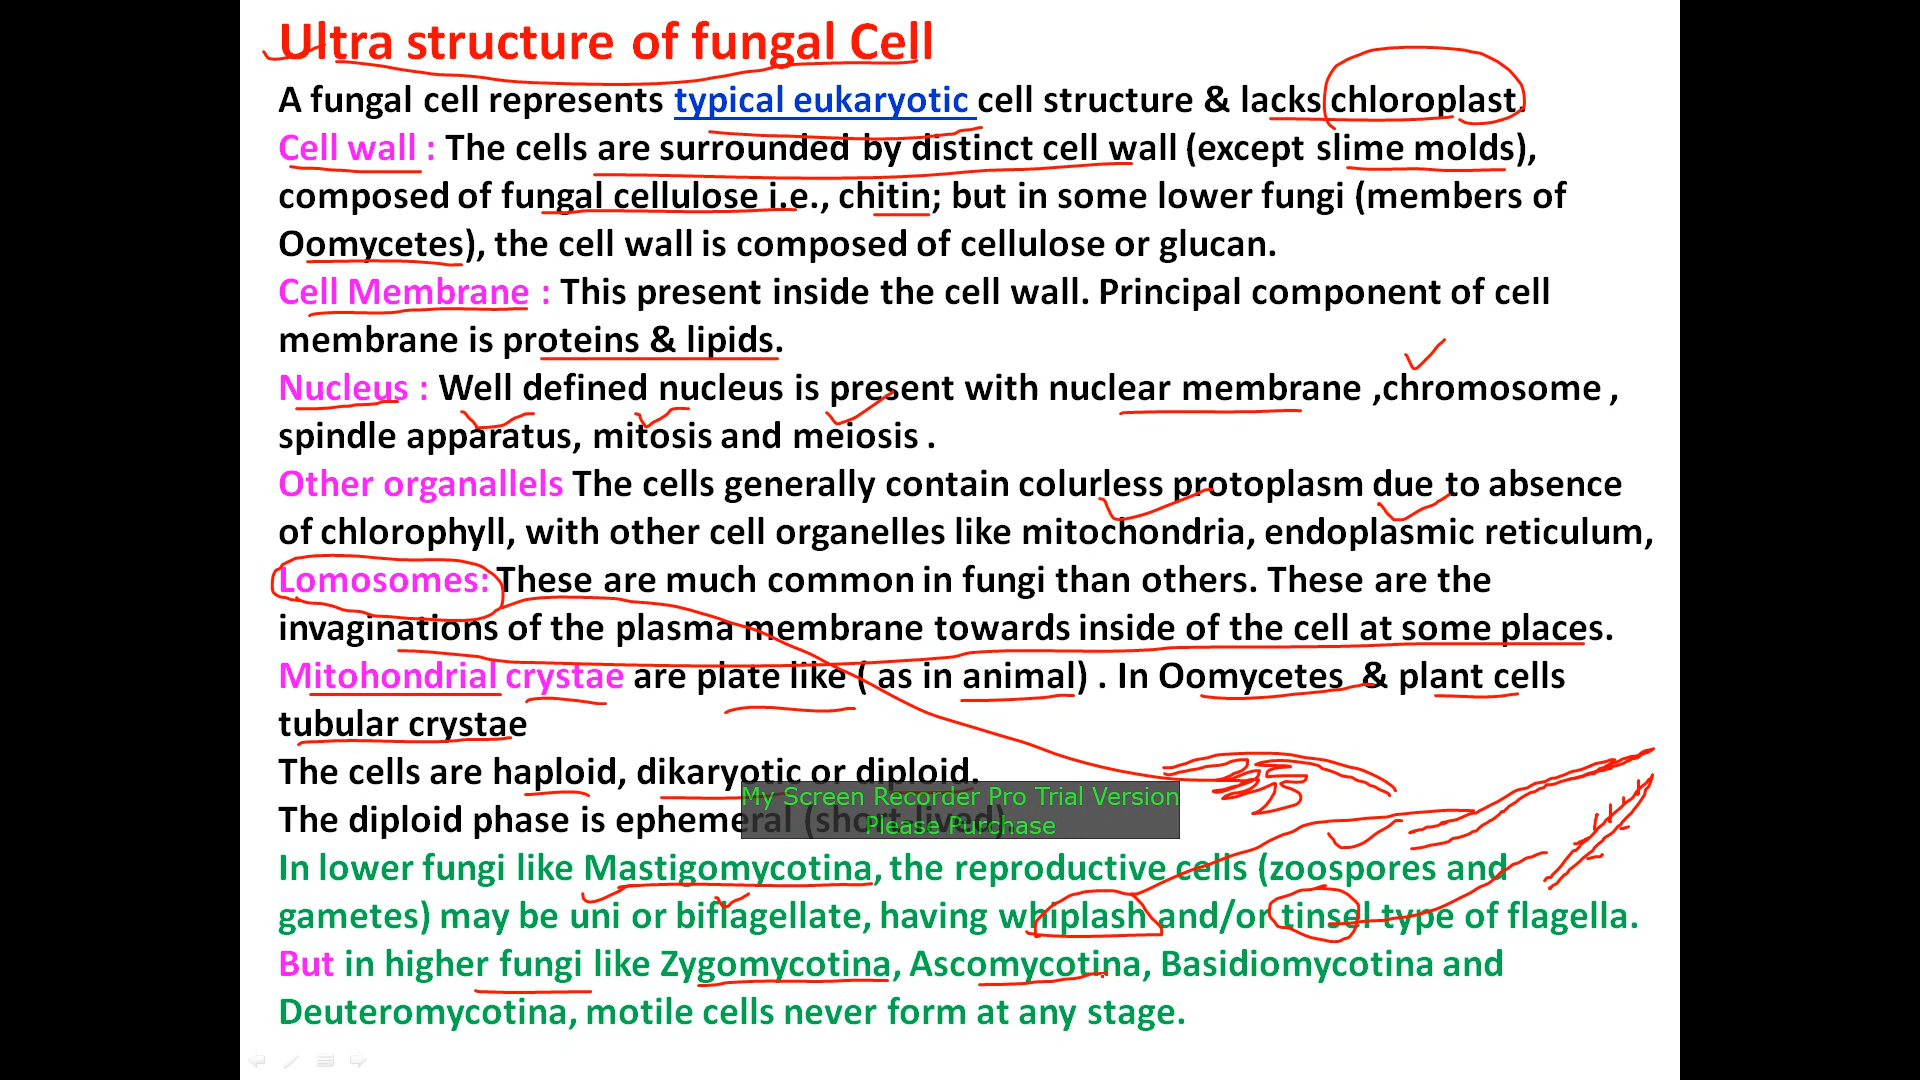 Ultra structure of fungal Cell
A fungal cell represents typical eukaryotic cell structure & lacks chloroplast.
Cell wall : The cells are surrounded by distinct cell wall (except slime molds),
composed of fungal cellulose i.e., chitin; but in some lower fungi (members of
Oomycetes), the cell wall is composed of cellulose or glucan.
Cell Membrane : This present inside the cell wall. Principal component of cell
membrane is proteins & lipids.
Nucleus : Well defined nucleus is present with nuclear membrane ,chromosome ,
spindle apparatus, mitosis and meiosis .
Other organallels The cells generally contain colurless protoplasm due to absence
of chlorophyll, with other cell organelles like mitochondria, endoplasmic reticulum,
Lomosomes: These are much common in fungi than others. These are the
invaginations of the plasma membrane towards inside of the cell at some places.
Mitohondrial crystae are plate like ( as in animal) . In Oomycetes & plant cells
tubular crystae
The cells are haploid, dikaryotic or diploid.
My Screen Recorder Pro Trial Version
The diploid phase is ephemeral (short-lived).
Please Purchase
In lower fungi like Mastigomycotina, the reproductive cells (zoospores and
gametes) may be uni or biflagellate, having whiplash and/or tinsel type of flagella.
But in higher fungi like Zygomycotina, Ascomycotina, Basidiomycotina and
Deuteromycotina, motile cells never form at any stage.